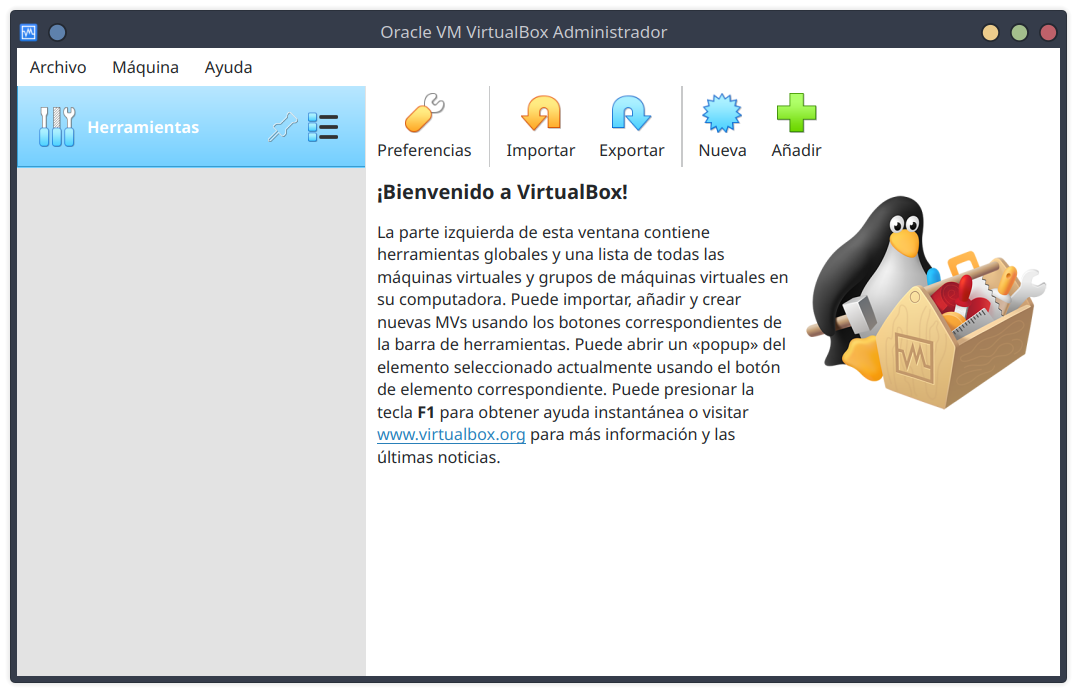 Oracle VM VirtualBox Administrador
Archivo Máquina Ayuda
Herramientas
Preferencias Importar Exportar Nueva Añadir
¡Bienvenido a VirtualBox!
La parte izquierda de esta ventana contiene
herramientas globales y una lista de todas las
máquinas virtuales y grupos de máquinas virtuales en
su computadora. Puede importar, añadir y crear
nuevas MVs usando los botones correspondientes de
la barra de herramientas. Puede abrir un «popup» del
elemento seleccionado actualmente usando el botón
de elemento correspondiente. Puede presionar la
tecla F1 para obtener ayuda instantánea o visitar
www.virtualbox.org para más información y las
últimas noticias.